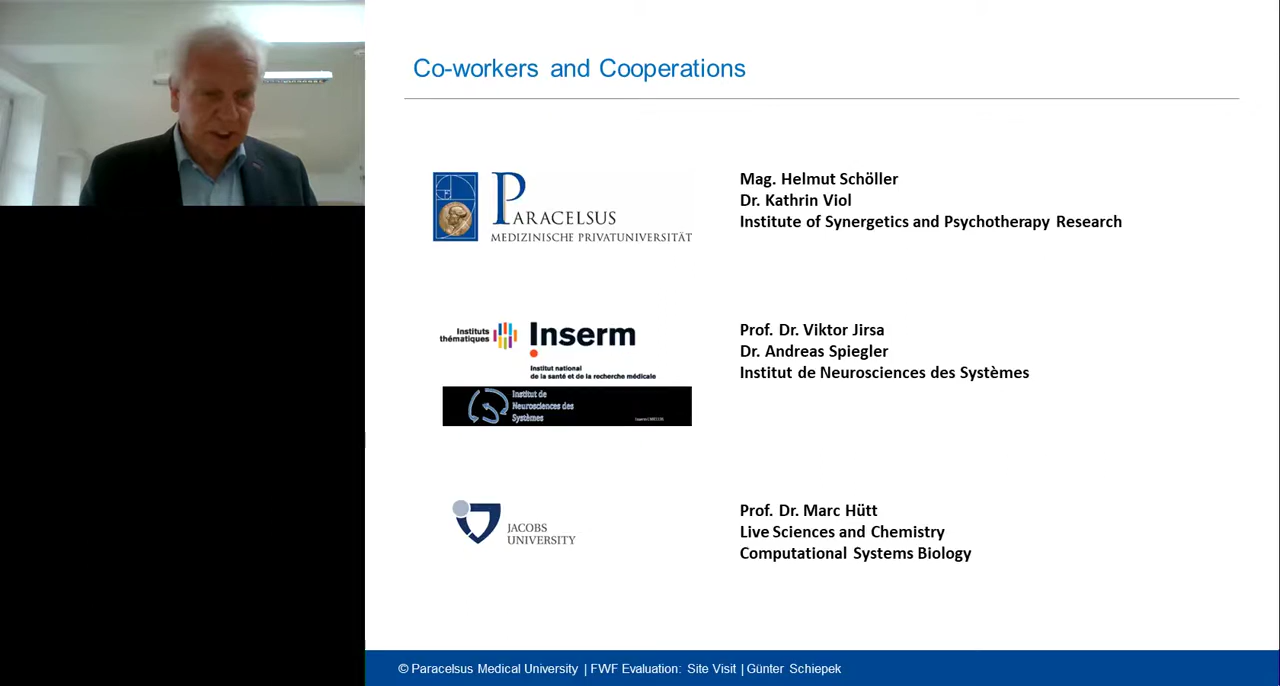 Co-workers and Cooperations
PARACELSUS
MEDIZINISCHE PRIVATUNIVERSITÄT
Mag. Helmut Schöller
Dr. Kathrin Viol
Institute of Synergetics and Psychotherapy Research
Instituts
thématiques
Inserm
Institut national
de la santé et de la recherche médicale
Institut de
Neurosciences des
Systèmes
Prof. Dr. Viktor Jirsa
Dr. Andreas Spiegler
Institut de Neurosciences des Systèmes
JACOBS
UNIVERSITY
Prof. Dr. Marc Hütt
Live Sciences and Chemistry
Computational Systems Biology
© Paracelsus Medical University | FWF Evaluation: Site Visit | Günter Schiepek